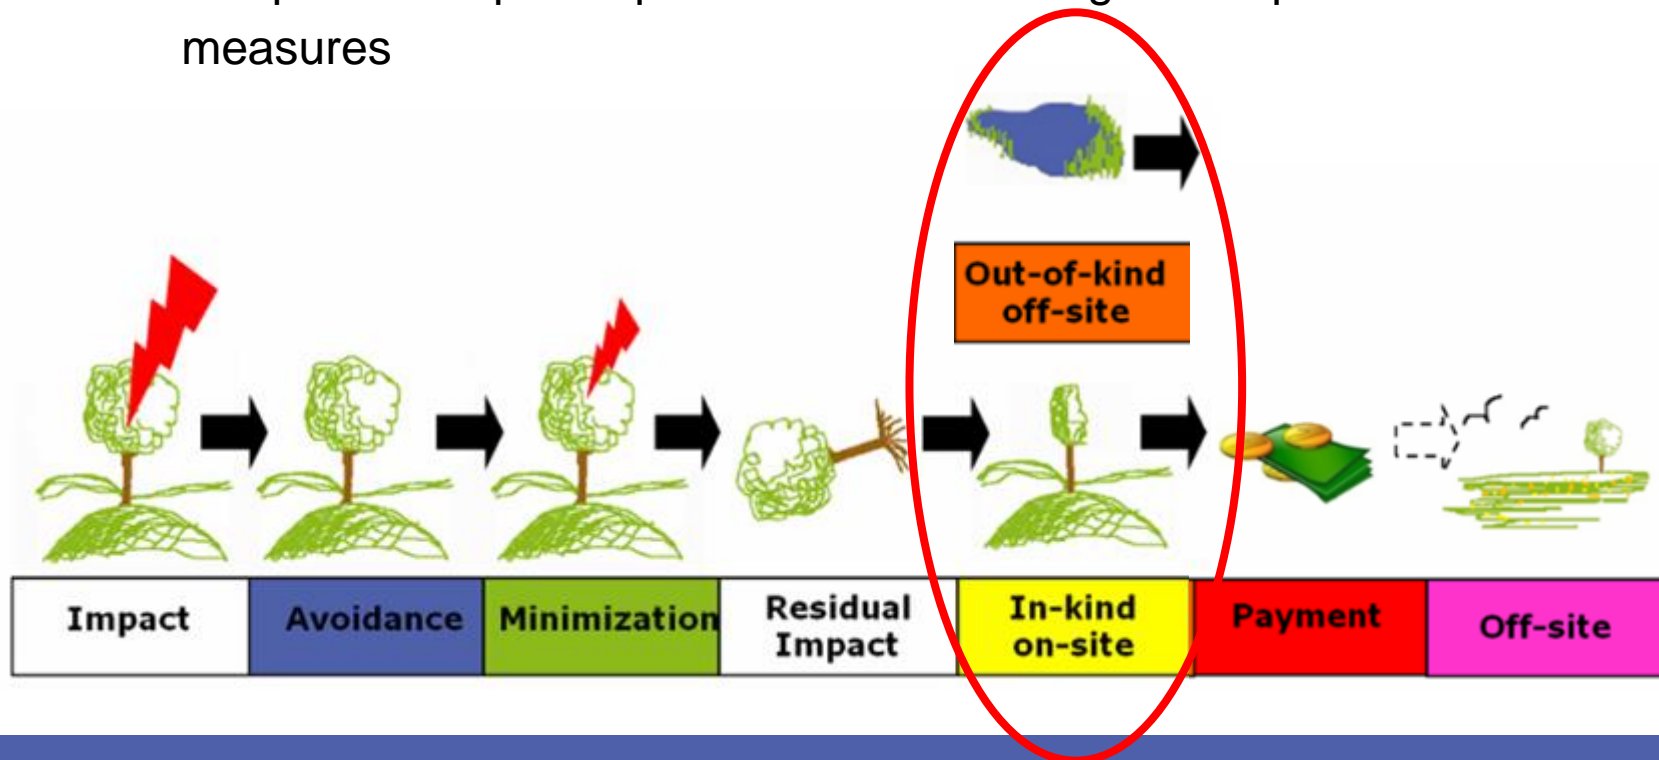 measures
Out-of-kind
off-site
Impact
Avoidance
Minimization
Residual
Impact
In-kind
on-site
Payment
Off-site